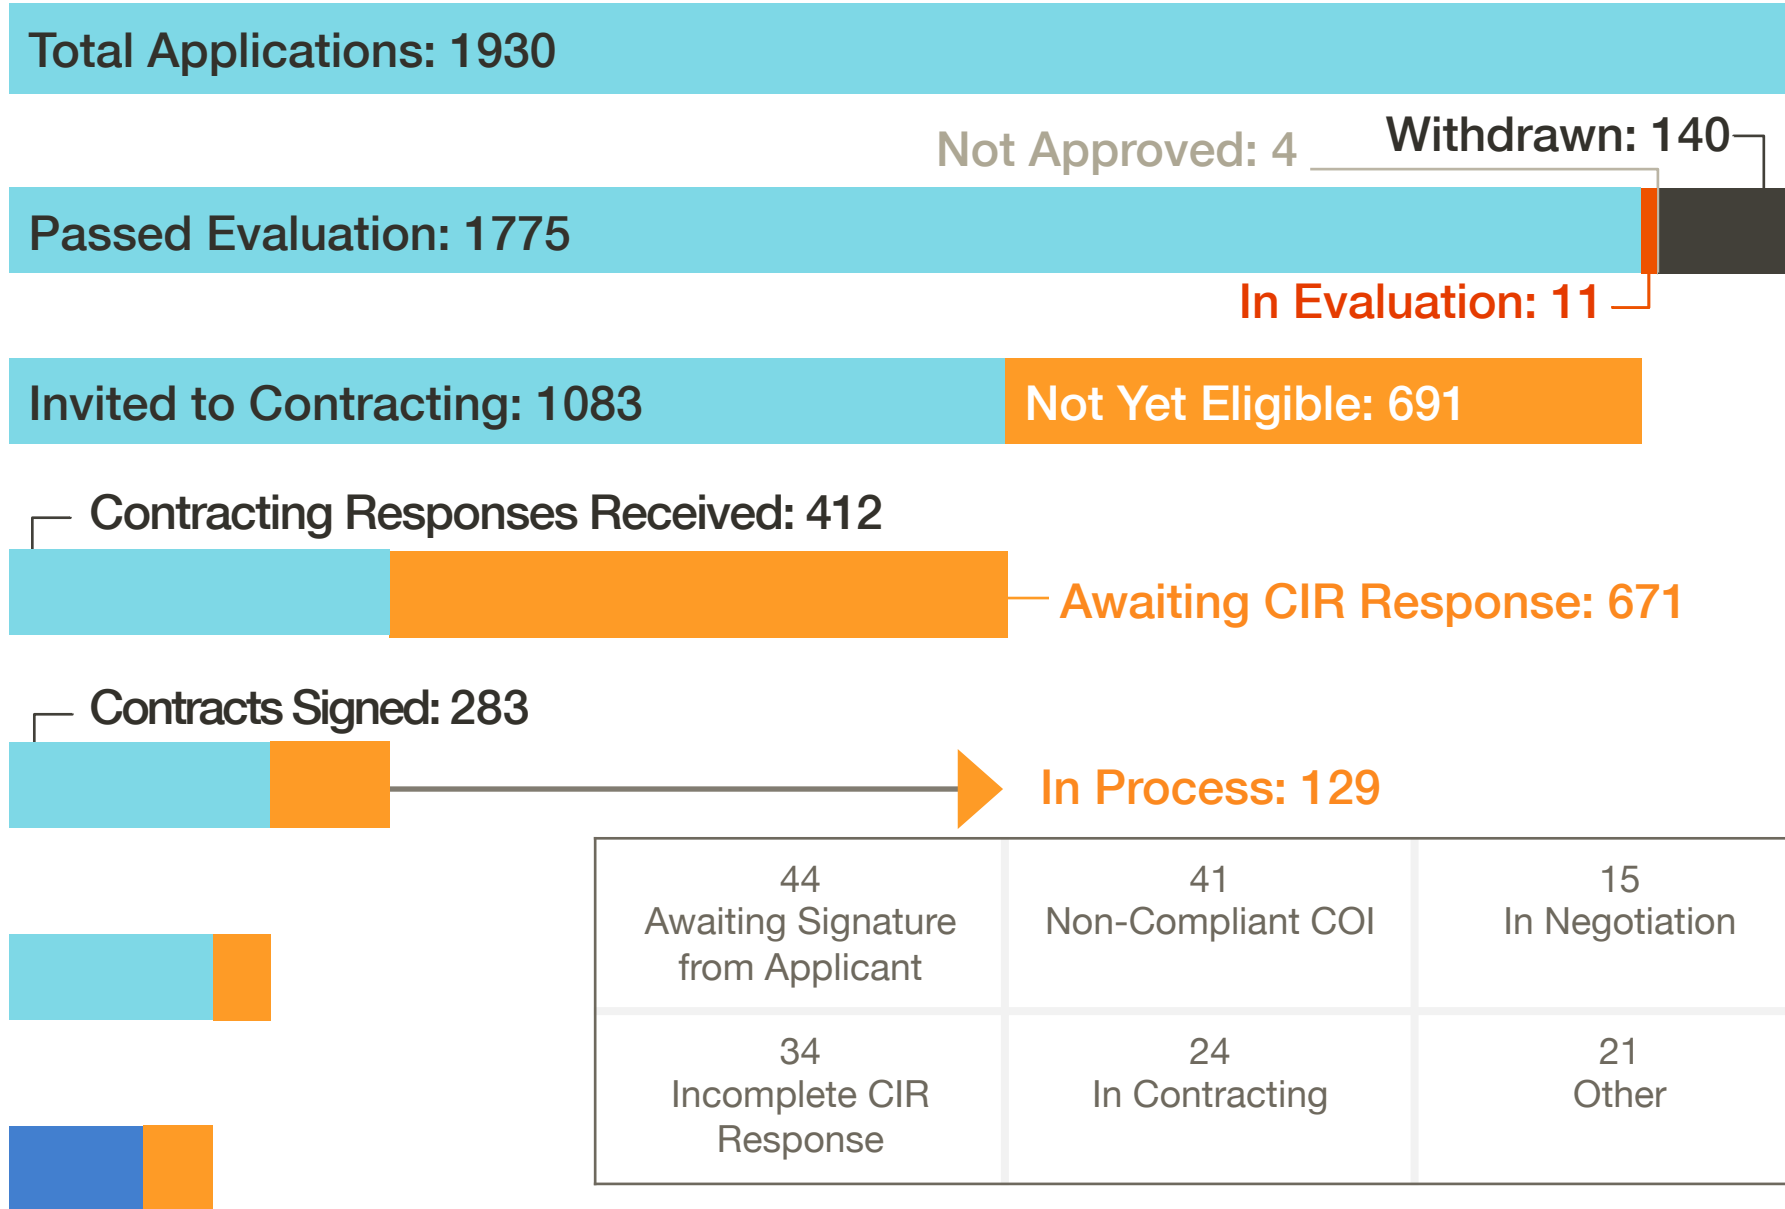 Total Applications: 1930
Not Approved: 4
Withdrawn: 140
Passed Evaluation: 1775
In Evaluation: 11
Invited to Contracting: 1083
Not Yet Eligible: 691
Contracting Responses Received: 412
Awaiting CIR Response: 671
Contracts Signed: 283
In Process: 129
44
Awaiting Signature
from Applicant
41
Non-Compliant COI
15
In Negotiation
34
Incomplete CIR
Response
24
In Contracting
21
Other